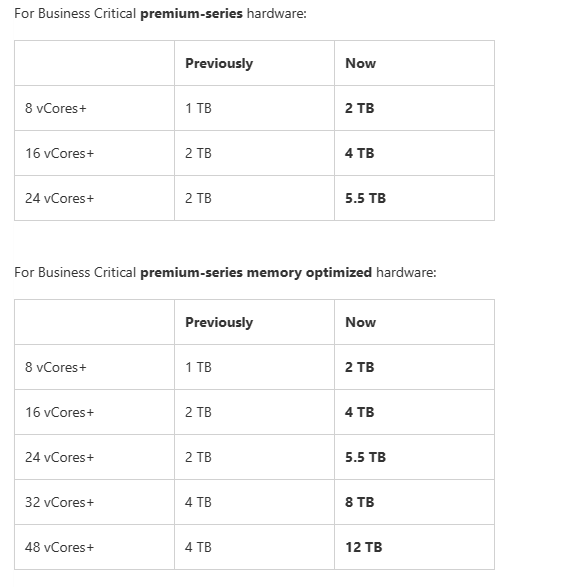 For Business Critical premium-series hardware:
Previously Now
8 vCores+ 1 TB 2 TB
16 vCores+ 2 TB 4 TB
24 vCores+ 2 TB 5.5 TB
For Business Critical premium-series memory optimized hardware:
Previously Now
8 vCores+ 1 TB 2 TB
16 vCores+ 2 TB 4 TB
24 vCores+ 2 TB 5.5 TB
32 vCores+ 4 TB 8 TB
48 vCores+ 4 TB 12 TB